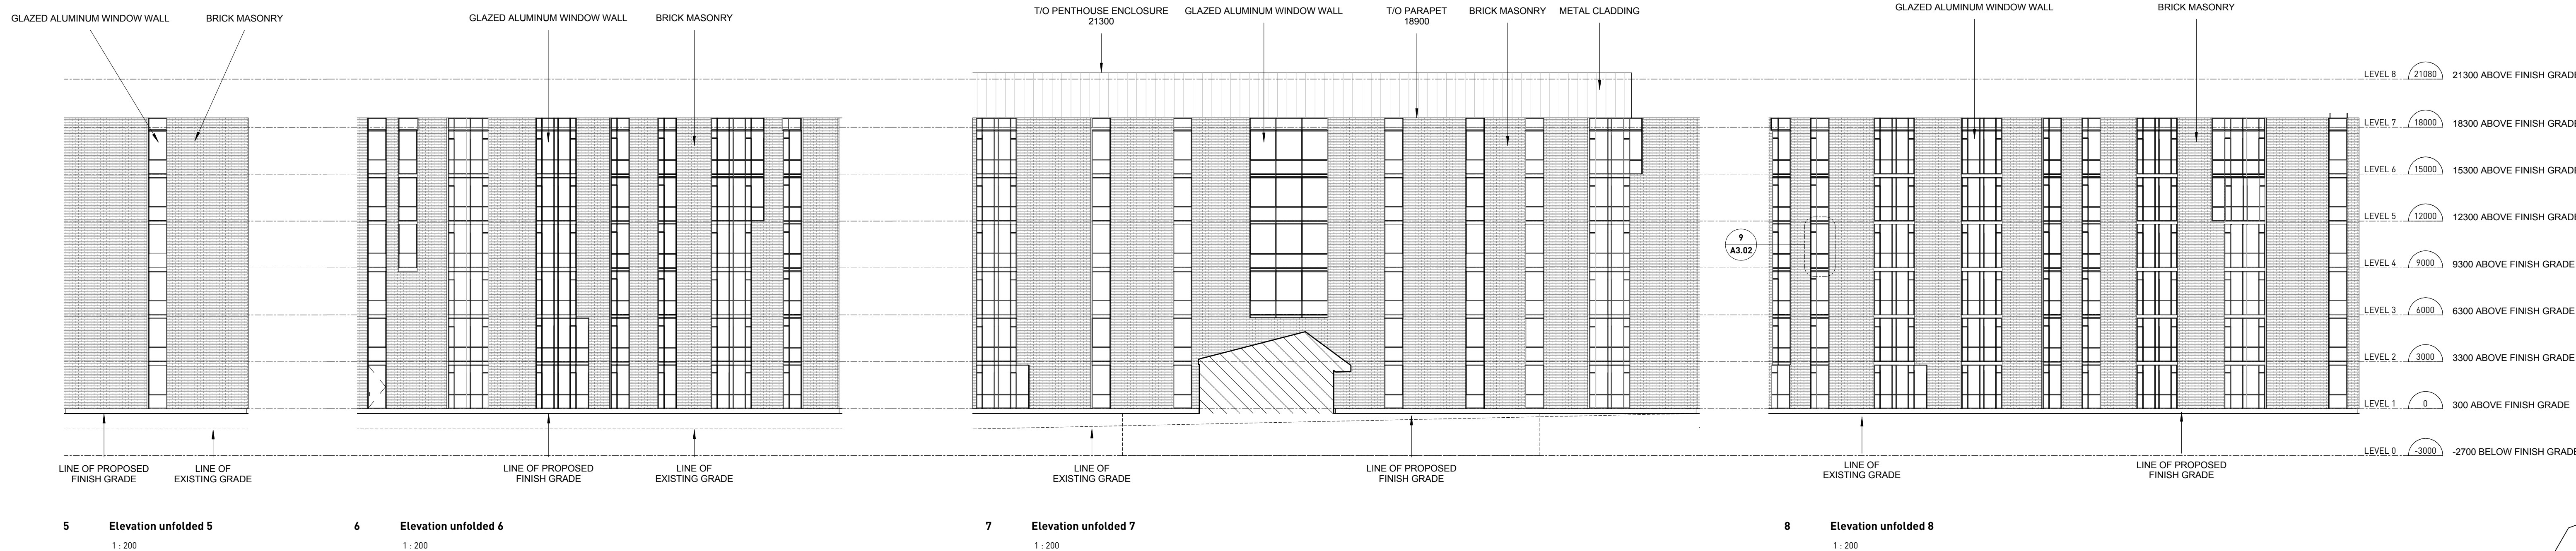 GLAZED ALUMINUM WINDOW WALL
BRICK MASONRY
GLAZED ALUMINUM WINDOW WALL
BRICK MASONRY
T/O PENTHOUSE ENCLOSURE
21300
GLAZED ALUMINUM WINDOW WALL
T/O PARAPET
18900
BRICK MASONRY
METAL CLADDING
GLAZED ALUMINUM WINDOW WALL
BRICK MASONRY
LEVEL 8 21080 21300 ABOVE FINISH GRADE
LEVEL 7 18000 18300 ABOVE FINISH GRADE
LEVEL 6 15000 15300 ABOVE FINISH GRADE
LEVEL 5 12000 12300 ABOVE FINISH GRADE
9
A3.02
LEVEL 4 9000 9300 ABOVE FINISH GRADE
LEVEL 3 6000 6300 ABOVE FINISH GRADE
LEVEL 2 3000 3300 ABOVE FINISH GRADE
LEVEL 1 0 300 ABOVE FINISH GRADE
LEVEL 0 -3000 -2700 BELOW FINISH GRADE
LINE OF PROPOSED
FINISH GRADE
LINE OF
EXISTING GRADE
LINE OF PROPOSED
FINISH GRADE
LINE OF
EXISTING GRADE
LINE OF
EXISTING GRADE
LINE OF PROPOSED
FINISH GRADE
LINE OF
EXISTING GRADE
LINE OF PROPOSED
FINISH GRADE
5 Elevation unfolded 5
1 : 200
6 Elevation unfolded 6
1 : 200
7 Elevation unfolded 7
1 : 200
8 Elevation unfolded 8
1 : 200